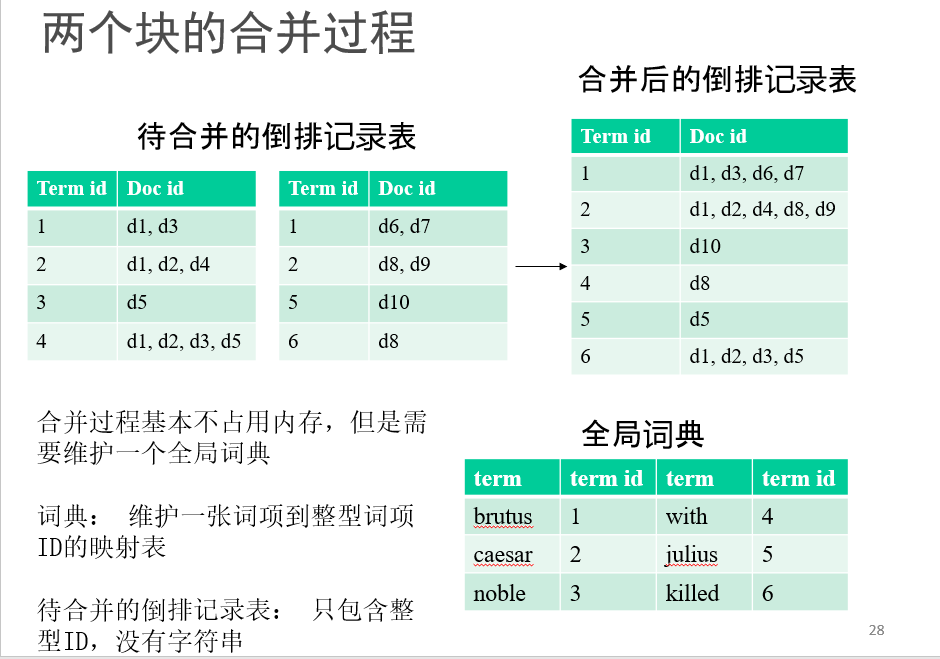 两个块的合并过程
合并后的倒排记录表
待合并的倒排记录表
Term id Doc id
1 d1, d3
2 d1, d2, d4
3 d5
4 d1, d2, d3, d5
Term id Doc id
1 d6, d7
2 d8, d9
5 d10
6 d8
Term id Doc id
1 d1, d3, d6, d7
2 d1, d2, d4, d8, d9
3 d10
4 d8
5 d5
6 d1, d2, d3, d5
合并过程基本不占用内存，但是需
要维护一个全局词典
词典： 维护一张词项到整型词项
ID的映射表
待合并的倒排记录表： 只包含整
型ID，没有字符串
全局词典
term term id term term id
brutus 1 with 4
caesar 2 julius 5
noble 3 killed 6
28